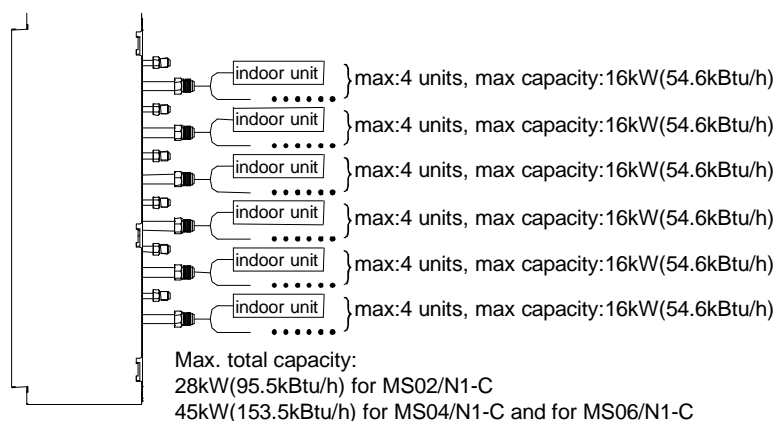 indoor unit }max:4 units, max capacity:16kW(54.6kBtu/h)
indoor unit }max:4 units, max capacity:16kW(54.6kBtu/h)
indoor unit }max:4 units, max capacity:16kW(54.6kBtu/h)
indoor unit }max:4 units, max capacity:16kW(54.6kBtu/h)
indoor unit }max:4 units, max capacity:16kW(54.6kBtu/h)
indoor unit }max:4 units, max capacity:16kW(54.6kBtu/h)
Max. total capacity:
28kW(95.5kBtu/h) for MS02/N1-C
45kW(153.5kBtu/h) for MS04/N1-C and for MS06/N1-C